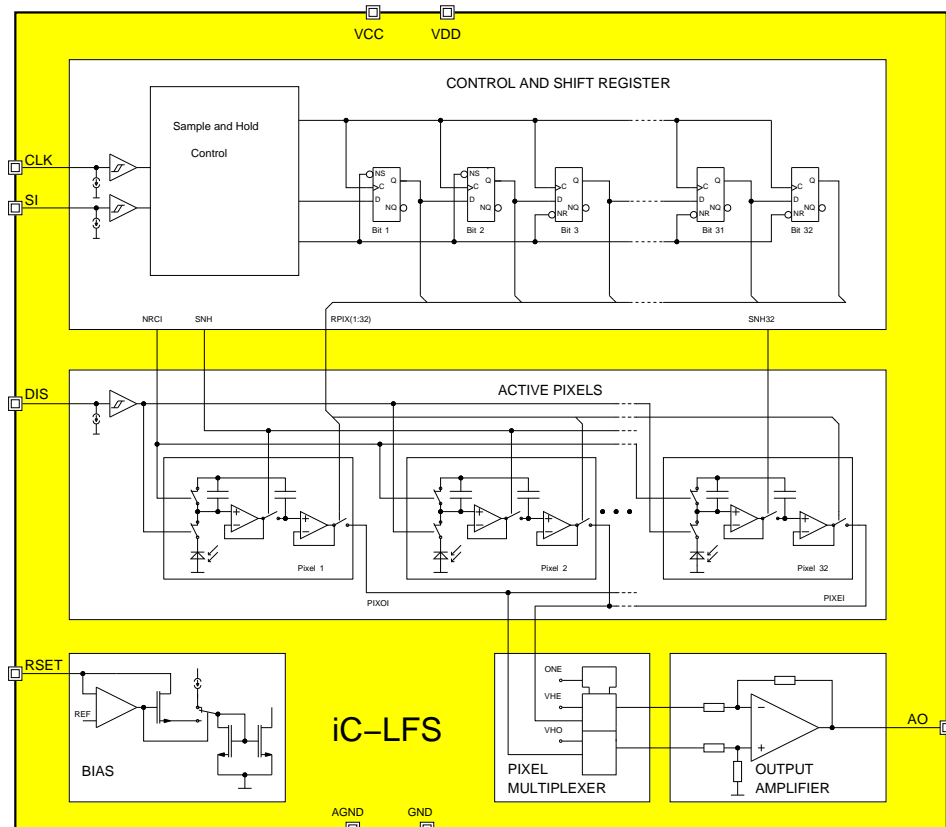 VCC VDD
CONTROL AND SHIFT REGISTER
Sample and Hold
Control
CLK
SI
NS Q C D NQ Bit 1
NS Q C D NQ Bit 2
Q C D NQ NR Bit 3
Q C D NQ NR Bit 31
Q C D NQ NR Bit 32
NRCI SNH RPIX(1:32) SNH32
DIS
ACTIVE PIXELS
+ − + − Pixel 1
+ − + − Pixel 2
+ − + − Pixel 32
PIXOI PIXEI
RSET
REF
BIAS
iC–LFS
ONE
VHE
VHO
PIXEL
MULTIPLEXER
−
+
AO
OUTPUT
AMPLIFIER
AGND GND